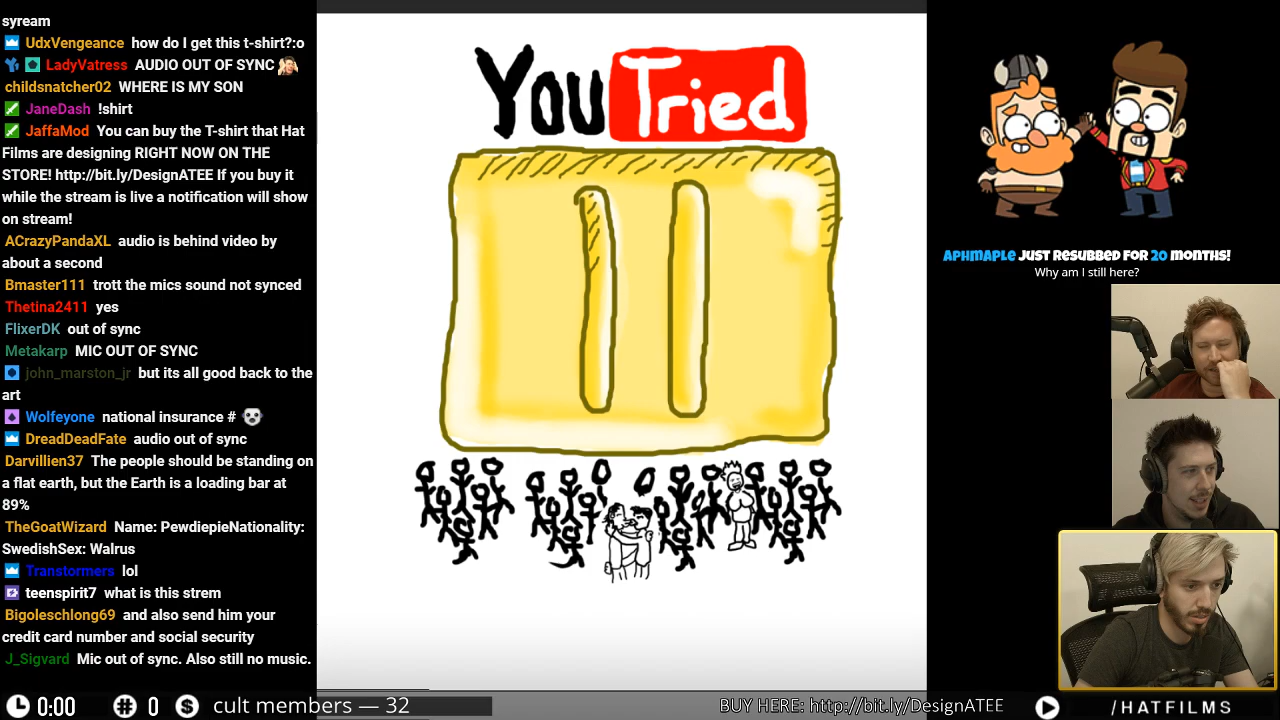 syream
UdxVengeance how do I get this t-shirt?:o
LadyVatress AUDIO OUT OF SYNC
childsnatcher02 WHERE IS MY SON
JaneDash !shirt
JaffaMod You can buy the T-shirt that Hat
Films are designing RIGHT NOW ON THE
STORE! http://bit.ly/DesignATEE If you buy it
while the stream is live a notification will show
on stream!
ACrazyPandaXL audio is behind video by
about a second
Bmaster111 trott the mics sound not synced
Thetina2411 yes
FlixerDK out of sync
Metakarp MIC OUT OF SYNC
john_marston_jr but its all good back to the
art
Wolfeyone national insurance #
DreadDeadFate audio out of sync
Darvillien37 The people should be standing on
a flat earth, but the Earth is a loading bar at
89%
TheGoatWizard Name: PewdiepieNationality:
SwedishSex: Walrus
Transtormers lol
teenspirit7 what is this strem
Bigoleschlong69 and also send him your
credit card number and social security
J_Sigvard Mic out of sync. Also still no music.
You Tried
APHMAPLE JUST RESUBBED FOR 20 MONTHS!
Why am I still here?
0:00 # 0 $ cult members — 32
BUY HERE: http://bit.ly/DesignATEE
/HATFILMS